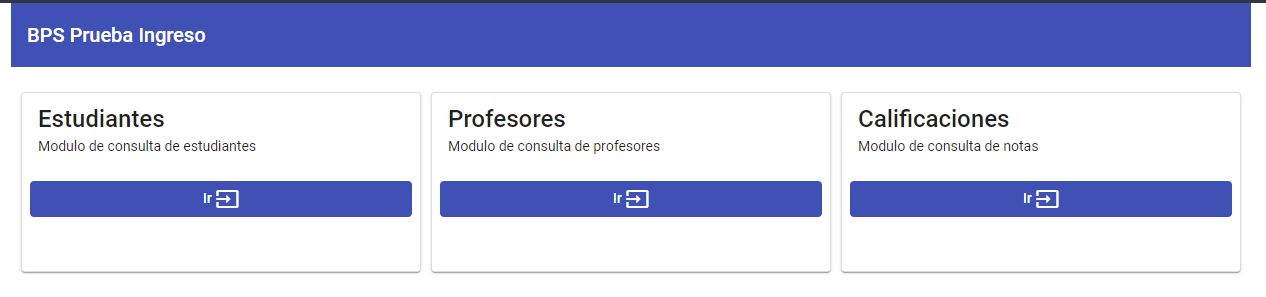 BPS Prueba Ingreso
Estudiantes
Modulo de consulta de estudiantes
Ir
Profesores
Modulo de consulta de profesores
Ir
Calificaciones
Modulo de consulta de notas
Ir